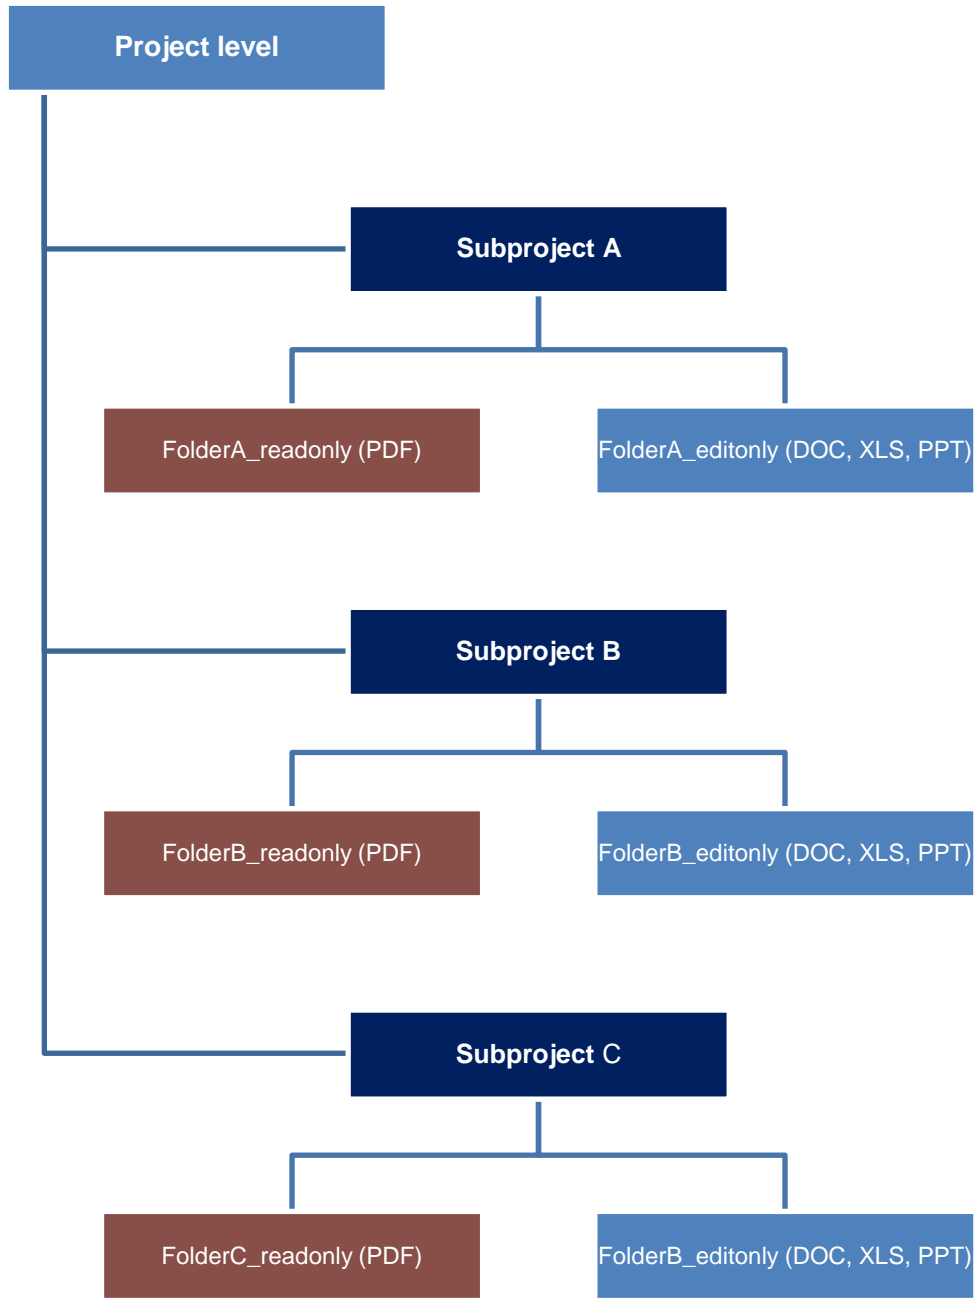 Project level
Subproject A
FolderA_readonly (PDF)
FolderA_editonly (DOC, XLS, PPT)
Subproject B
FolderB_readonly (PDF)
FolderB_editonly (DOC, XLS, PPT)
Subproject C
FolderC_readonly (PDF)
FolderB_editonly (DOC, XLS, PPT)